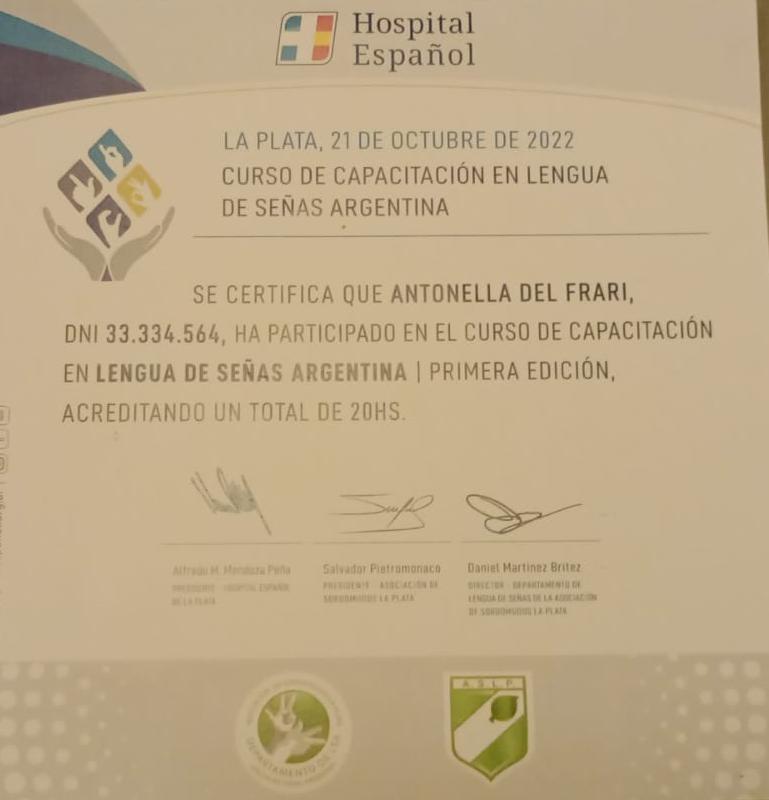 Hospital
Español
LA PLATA, 21 DE OCTUBRE DE 2022
CURSO DE CAPACITACIÓN EN LENGUA
DE SEÑAS ARGENTINA
SE CERTIFICA QUE ANTONELLA DEL FRARI,
DNI 33.334.564, HA PARTICIPADO EN EL CURSO DE CAPACITACIÓN
EN LENGUA DE SEÑAS ARGENTINA | PRIMERA EDICIÓN,
ACREDITANDO UN TOTAL DE 20HS.
Alfredo M. Mendoza Peña
PRESIDENTE - HOSPITAL ESPAÑOL
DE LA PLATA
Salvador Pietromonaco
PRESIDENTE - ASOCIACIÓN DE
SORDOMUDOS LA PLATA
Daniel Martinez Britez
DIRECTOR - DEPARTAMENTO DE
LENGUA DE SEÑAS DE LA ASOCIACIÓN
DE SORDOMUDOS LA PLATA
DEPARTAMENTO DE LSA
A.S.L.P.